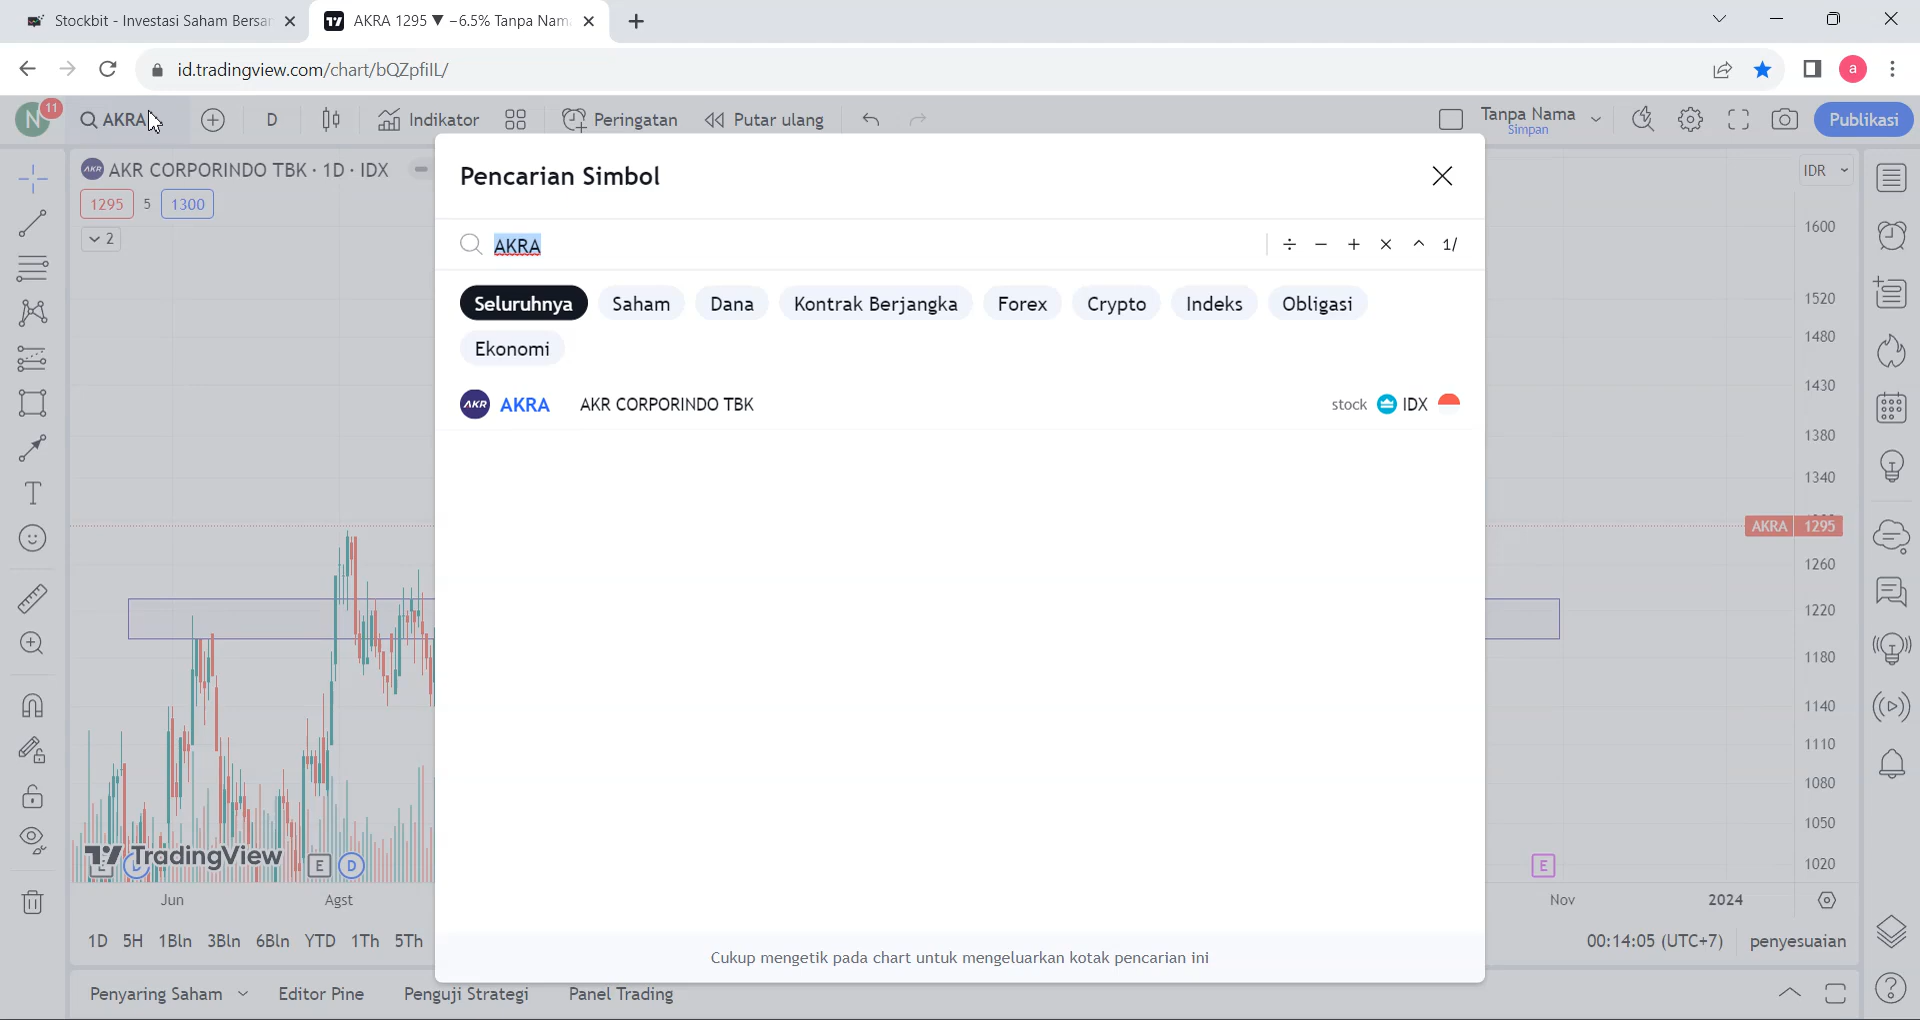 Stockbit - Investasi Saham Bersa
AKRA 1295 ▼ −6.5% Tanpa Nam
id.tradingview.com/chart/bQZpfilL/
a
N
11
AKRA
D
Indikator
Peringatan
Putar ulang
Tanpa Nama
Simpan
Publikasi
AKR CORPORINDO TBK · 1D · IDX
IDR
1295 5 1300
2
Pencarian Simbol
AKRA
÷ − + × ^ 1/
Seluruhnya Saham Dana Kontrak Berjangka Forex Crypto Indeks Obligasi
Ekonomi
AKR AKRA AKR CORPORINDO TBK stock IDX
1600
1520
1480
1430
1380
1340
AKRA 1295
1260
1220
1180
1140
1110
1080
1050
1020
TradingView
E D
E
Jun Agst Nov 2024
1D 5H 1Bln 3Bln 6Bln YTD 1Th 5Th
00:14:05 (UTC+7) penyesuaian
Cukup mengetik pada chart untuk mengeluarkan kotak pencarian ini
Penyaring Saham Editor Pine Penguji Strategi Panel Trading